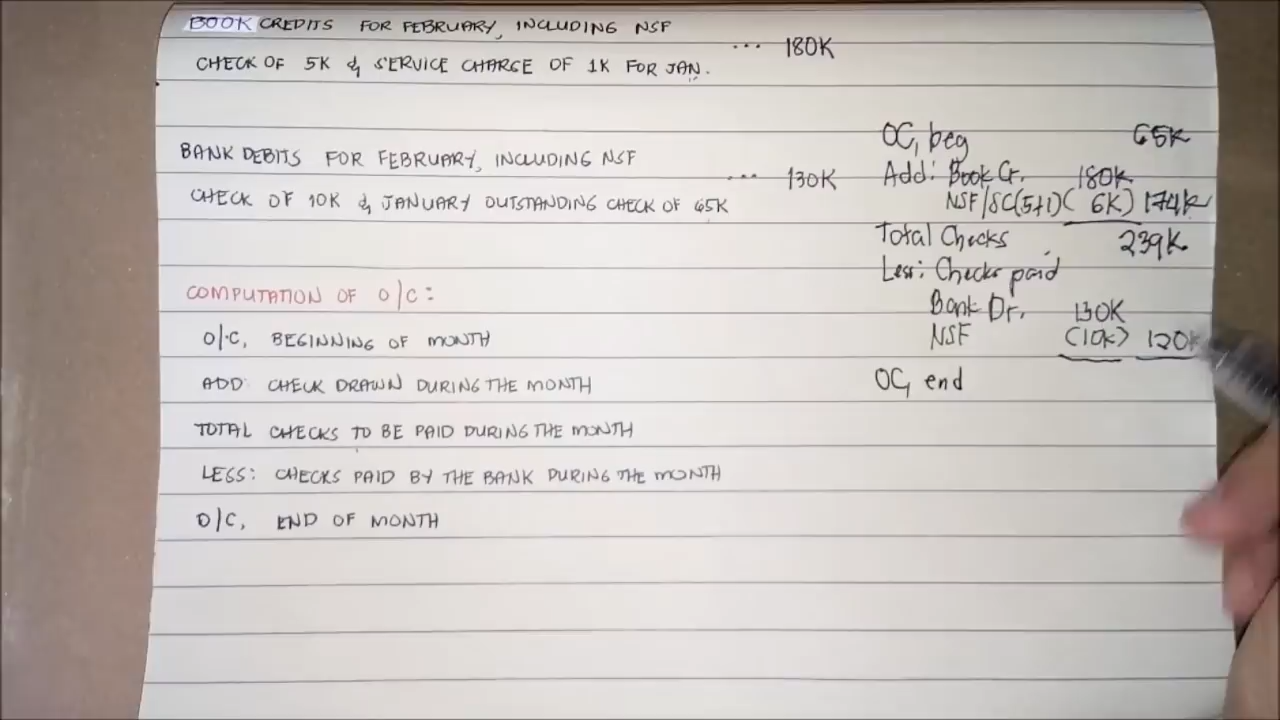 BOOK CREDITS FOR FEBRUARY, INCLUDING NSF
CHECK OF 5K & SERVICE CHARGE OF 1K FOR JAN.
... 180K
BANK DEBITS FOR FEBRUARY, INCLUDING NSF
CHECK OF 10K & JANUARY OUTSTANDING CHECK OF 65K
... 130K
COMPUTATION OF O/C:
O/C, BEGINNING OF MONTH
ADD: CHECK DRAWN DURING THE MONTH
TOTAL CHECKS TO BE PAID DURING THE MONTH
LESS: CHECKS PAID BY THE BANK DURING THE MONTH
O/C, END OF MONTH
OC, beg 65K
Add: Book Cr. 180K
NSF/SC(5+1) (6K) 174K
Total Checks 239K
Less: Checks paid
Bank Dr. 130K
NSF (10K) 120K
OC, end